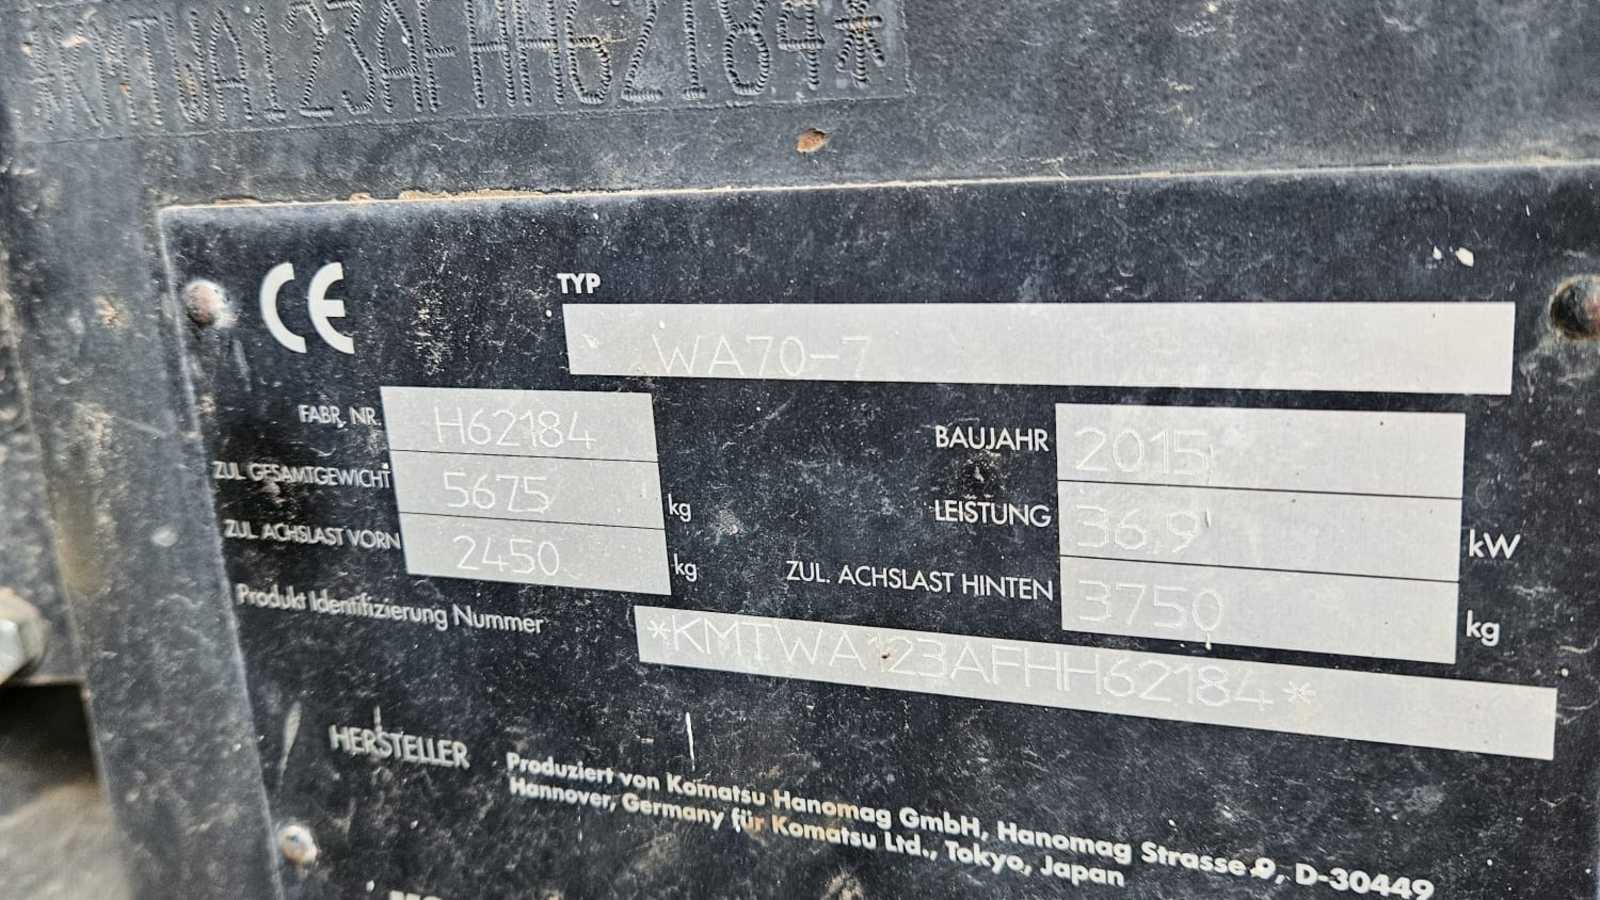 *KMTWA123AFHH62184*
CE
TYP
WA70-7
FABR. NR. H62184
BAUJAHR 2015
ZUL GESAMTGEWICHT 5675 kg
LEISTUNG 36,9 kW
ZUL ACHSLAST VORN 2450 kg
ZUL. ACHSLAST HINTEN 3750 kg
Produkt Identifizierung Nummer *KMTWA123AFHH62184*
HERSTELLER
Produziert von Komatsu Hanomag GmbH, Hanomag Strasse 9, D-30449
Hannover, Germany für Komatsu Ltd., Tokyo, Japan